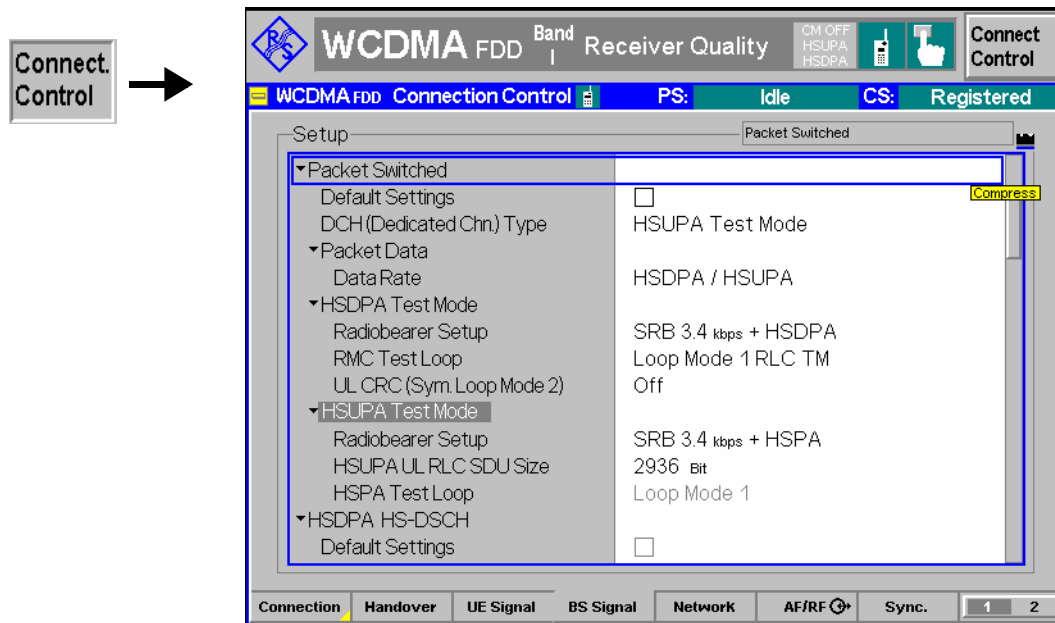 Connect.
Control
R S
WCDMA FDD Band I Receiver Quality
CM OFF
HSUPA
HSDPA
Connect
Control
WCDMA FDD Connection Control PS: Idle CS: Registered
Setup
Packet Switched
Packet Switched
Compress
Default Settings
DCH (Dedicated Chn.) Type HSUPA Test Mode
Packet Data
Data Rate HSDPA / HSUPA
HSDPA Test Mode
Radiobearer Setup SRB 3.4 kbps + HSDPA
RMC Test Loop Loop Mode 1 RLC TM
UL CRC (Sym. Loop Mode 2) Off
HSUPA Test Mode
Radiobearer Setup SRB 3.4 kbps + HSPA
HSUPA UL RLC SDU Size 2936 Bit
HSPA Test Loop Loop Mode 1
HSDPA HS-DSCH
Default Settings
Connection Handover UE Signal BS Signal Network AF/RF Sync. 1 2